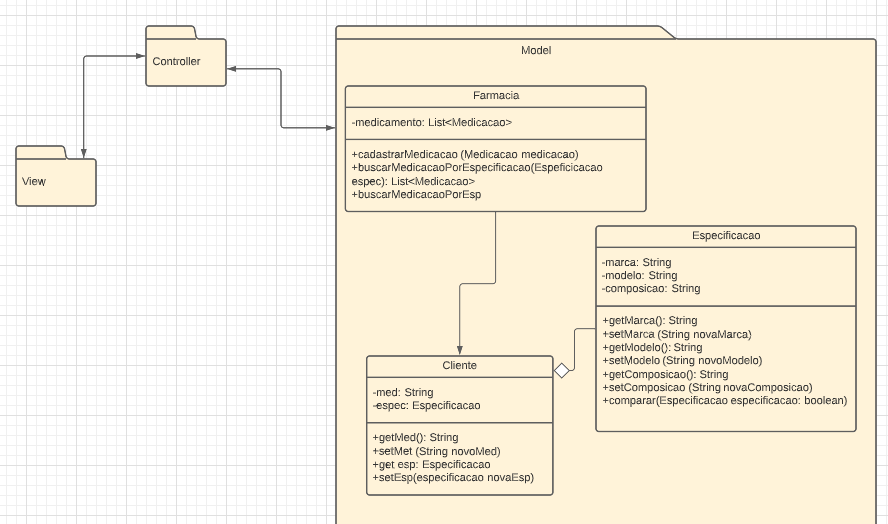 Controller
View
Model
Farmacia
-medicamento: List<Medicacao>
+cadastrarMedicacao (Medicacao medicacao)
+buscarMedicacaoPorEspecificacao(Espeficicacao
espec): List<Medicacao>
+buscarMedicacaoPorEsp
Especificacao
-marca: String
-modelo: String
-composicao: String
+getMarca(): String
+setMarca (String novaMarca)
+getModelo(): String
+setModelo (String novoModelo)
+getComposicao(): String
+setComposicao (String novaComposicao)
+comparar(Especificacao especificacao: boolean)
Cliente
-med: String
-espec: Especificacao
+getMed(): String
+setMet (String novoMed)
+get esp: Especificacao
+setEsp(especificacao novaEsp)